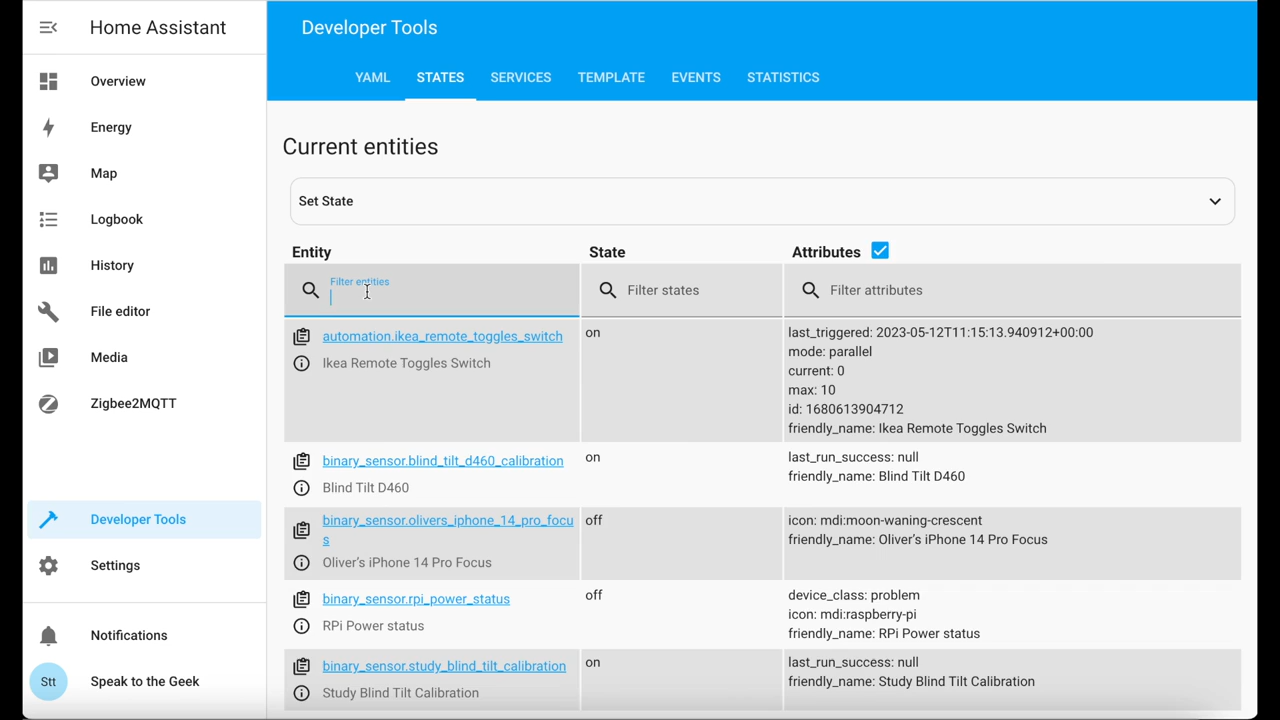 Home Assistant
Overview
Energy
Map
Logbook
History
File editor
Media
Zigbee2MQTT
Developer Tools
Settings
Notifications
Stt
Speak to the Geek
Developer Tools
YAML STATES SERVICES TEMPLATE EVENTS STATISTICS
Current entities
Set State
Entity State Attributes
Filter entities
Filter states Filter attributes
automation.ikea_remote_toggles_switch
Ikea Remote Toggles Switch
on
last_triggered: 2023-05-12T11:15:13.940912+00:00
mode: parallel
current: 0
max: 10
id: 1680613904712
friendly_name: Ikea Remote Toggles Switch
binary_sensor.blind_tilt_d460_calibration
Blind Tilt D460
on
last_run_success: null
friendly_name: Blind Tilt D460
binary_sensor.olivers_iphone_14_pro_focu
s
Oliver’s iPhone 14 Pro Focus
off
icon: mdi:moon-waning-crescent
friendly_name: Oliver’s iPhone 14 Pro Focus
binary_sensor.rpi_power_status
RPi Power status
off
device_class: problem
icon: mdi:raspberry-pi
friendly_name: RPi Power status
binary_sensor.study_blind_tilt_calibration
Study Blind Tilt Calibration
on
last_run_success: null
friendly_name: Study Blind Tilt Calibration